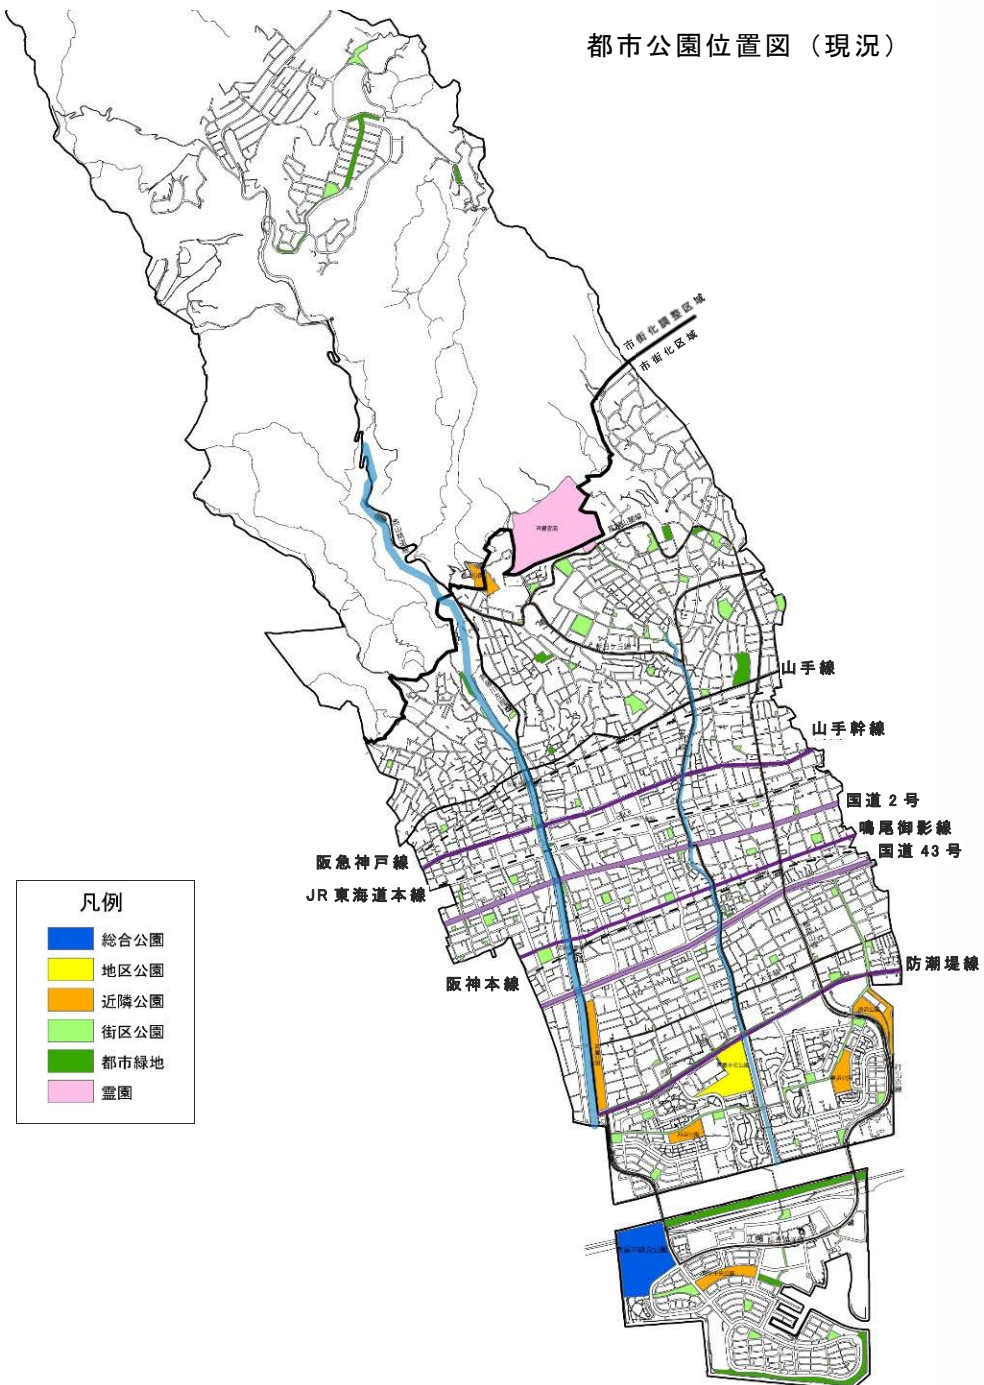 都市公園位置図（現況）
市街化調整区域
市街化区域
山手線
山手幹線
国道2号
鳴尾御影線
国道43号
阪急神戸線
JR東海道本線
阪神本線
防潮堤線
凡例
総合公園
地区公園
近隣公園
街区公園
都市緑地
霊園